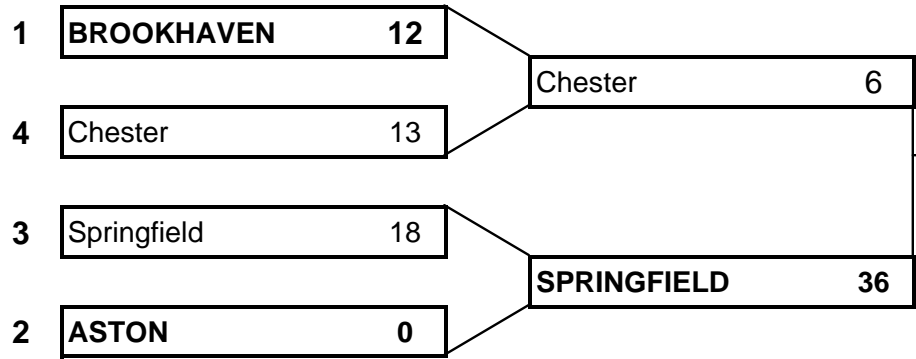 1 BROOKHAVEN 12
Chester 6
4 Chester 13
3 Springfield 18
SPRINGFIELD 36
2 ASTON 0